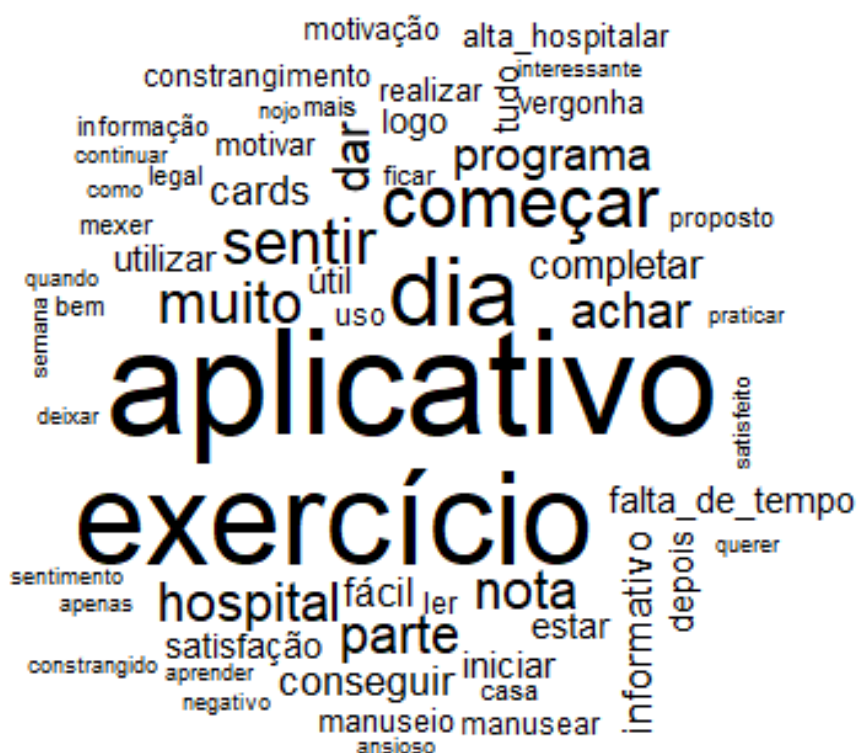 motivação
alta_hospitalar
constrangimento
realizar
tudo
interessante
nojo
mais
vergonha
informação
motivar
dar
logo
programa
continuar
como
legal
cards
ficar
começar
proposto
mexer
utilizar
sentir
completar
quando
semana
bem
muito
útil
uso
dia
achar
praticar
aplicativo
deixar
satisfeito
exercício
falta_de_tempo
querer
sentimento
apenas
hospital
fácil
ler
nota
informativo
depois
satisfação
parte
estar
constrangido
aprender
conseguir
iniciar
negativo
casa
manuseio
manusear
ansioso